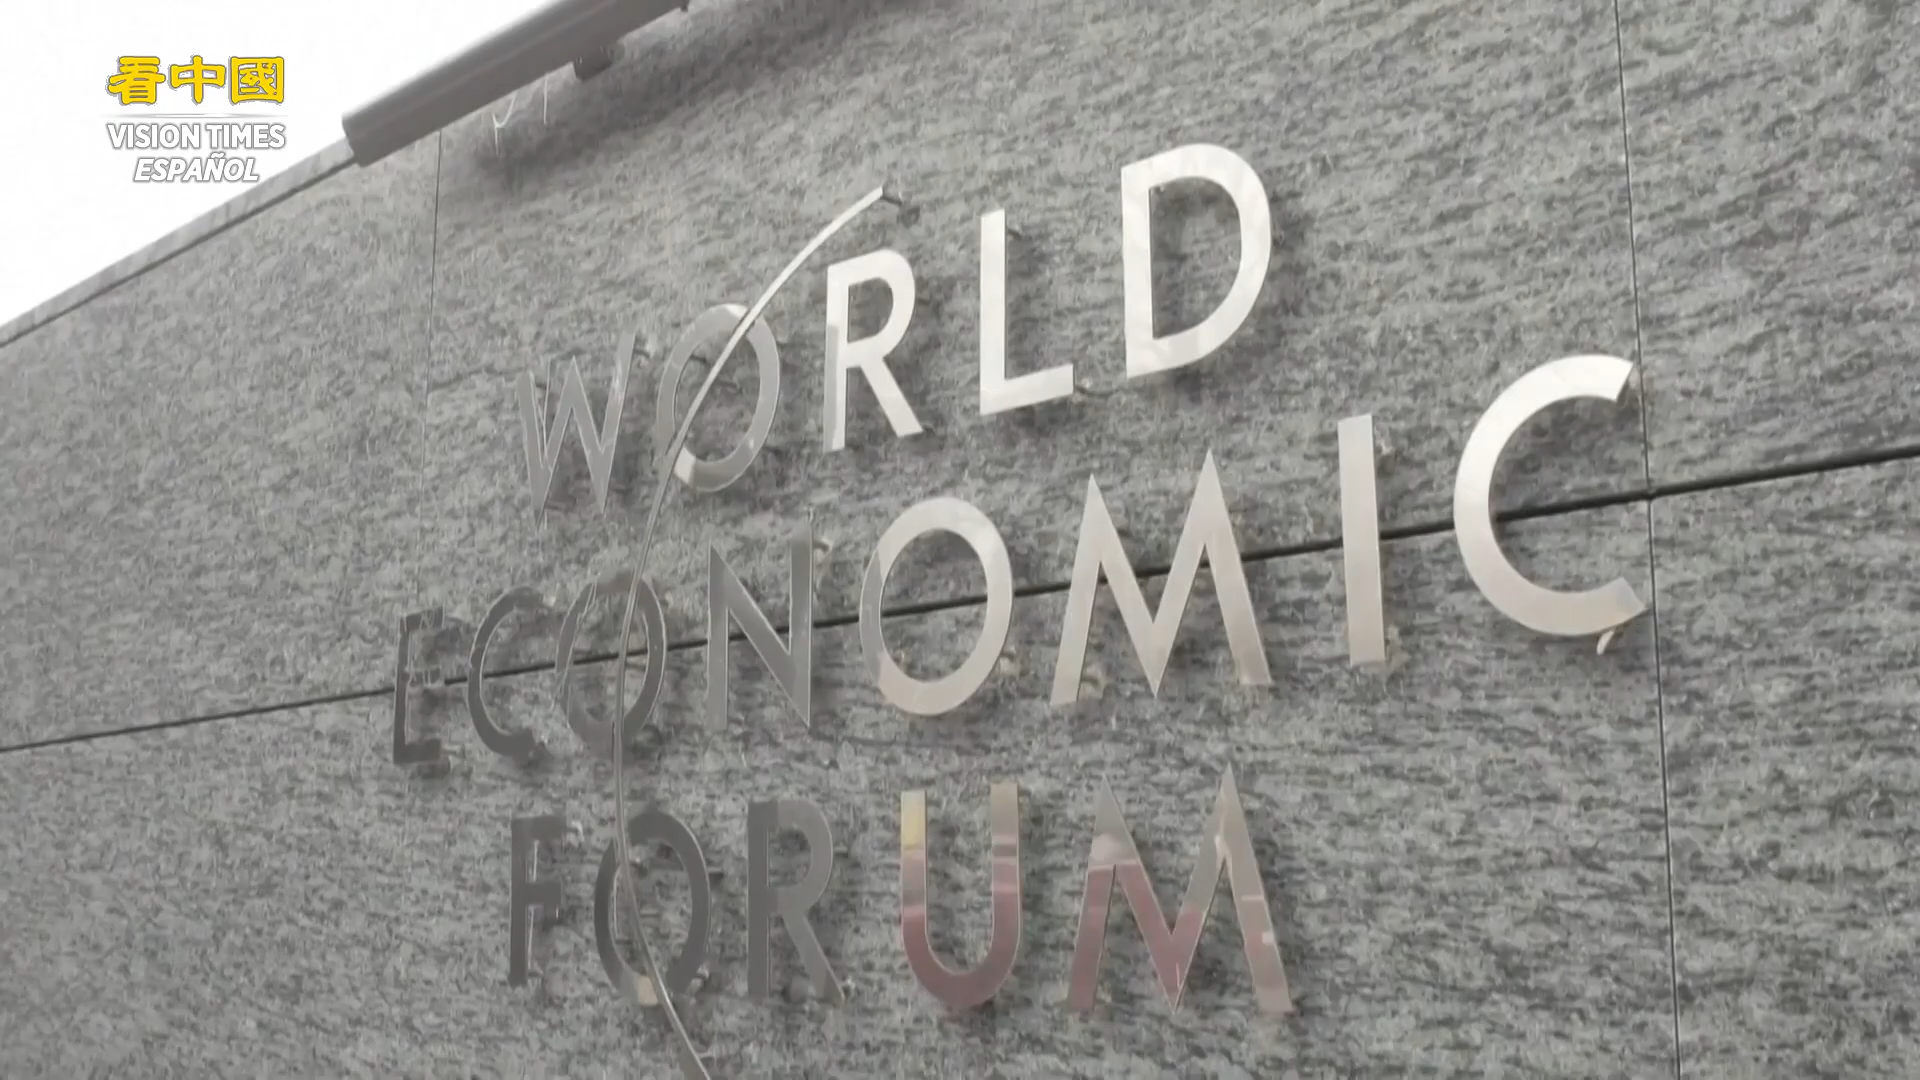 看中國
VISION TIMES
ESPAÑOL
WORLD
ECONOMIC
FORUM